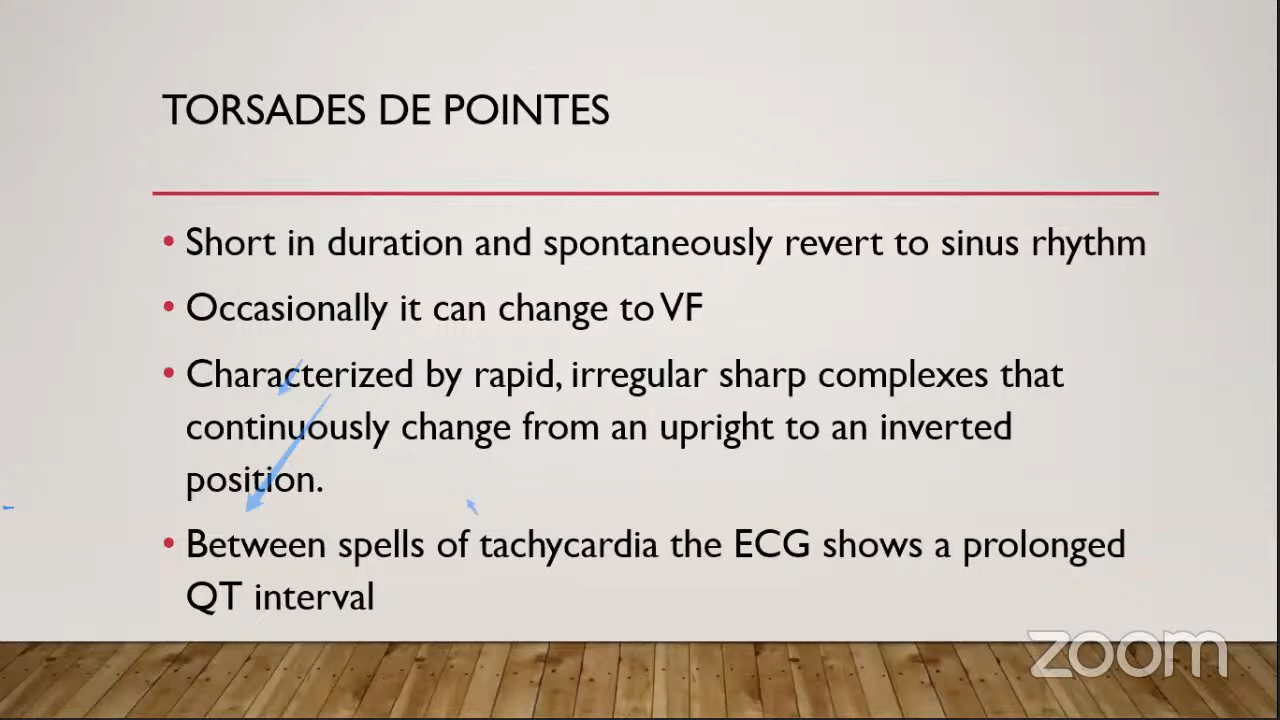 TORSADES DE POINTES
• Short in duration and spontaneously revert to sinus rhythm
• Occasionally it can change to VF
• Characterized by rapid, irregular sharp complexes that
continuously change from an upright to an inverted
position.
• Between spells of tachycardia the ECG shows a prolonged
QT interval
zoom